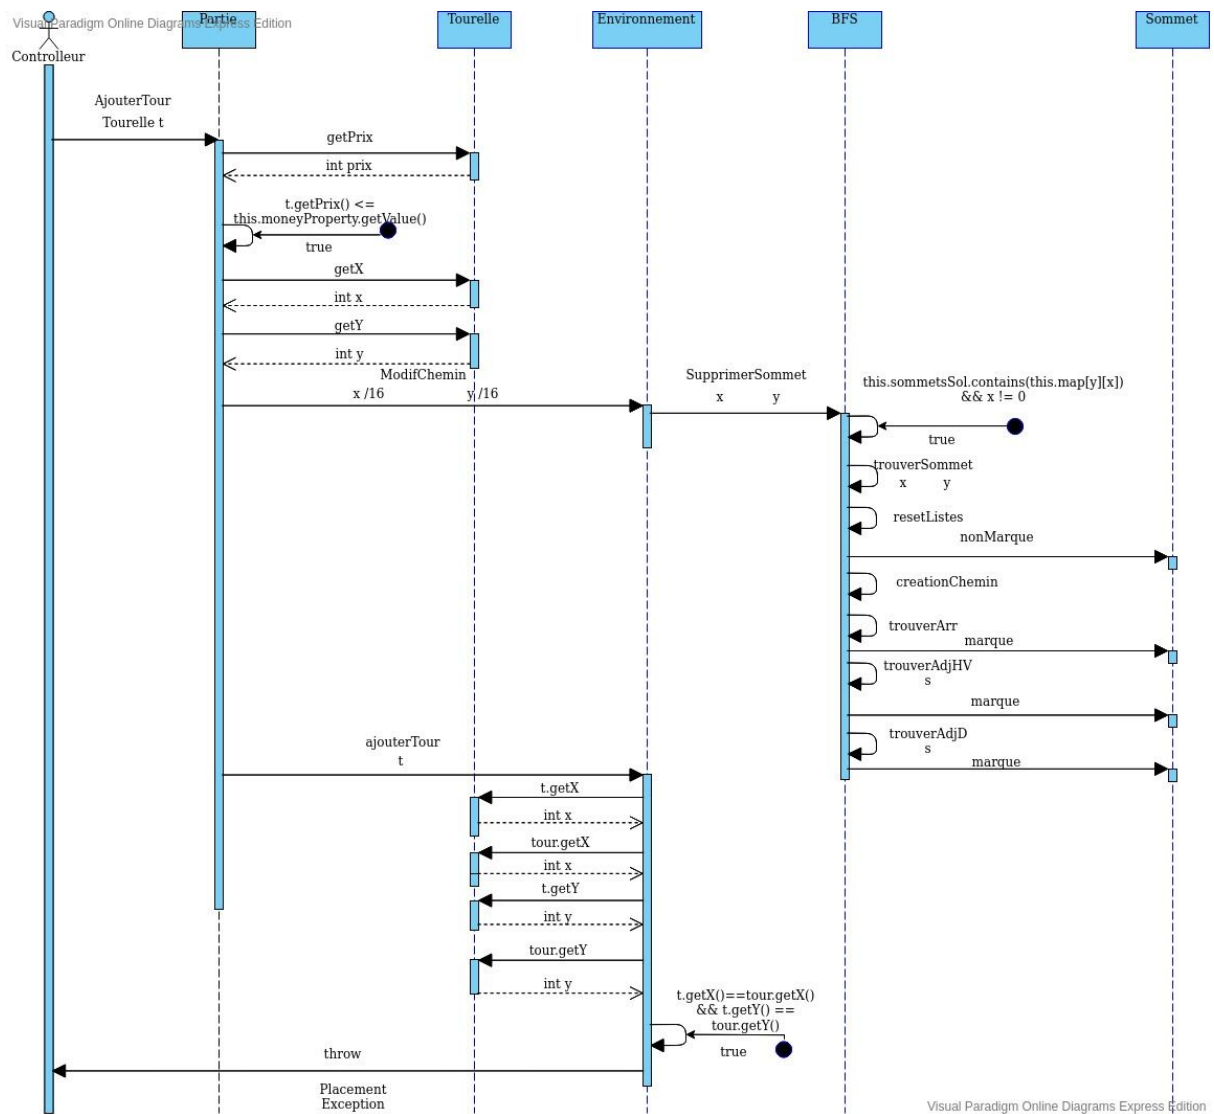 Visual Paradigm Online Diagrams Express Edition
Controlleur
Partie
Tourelle
Environnement
BFS
Sommet
AjouterTour
Tourelle t
getPrix
int prix
t.getPrix() <=
this.moneyProperty.getValue()
true
getX
int x
getY
int y
ModifChemin
x /16 y /16
SupprimerSommet
x y
this.sommetsSol.contains(this.map[y][x])
&& x != 0
true
trouverSommet
x y
resetListes
nonMarque
creationChemin
trouverArr
marque
trouverAdjHV
s
marque
trouverAdjD
s
marque
ajouterTour
t
t.getX
int x
tour.getX
int x
t.getY
int y
tour.getY
int y
t.getX()==tour.getX()
&& t.getY() ==
tour.getY()
true
throw
Placement
Exception
Visual Paradigm Online Diagrams Express Edition